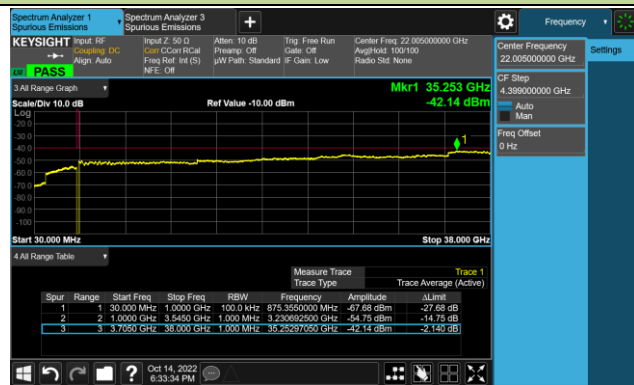 Spectrum Analyzer 1
Spurious Emissions
Spectrum Analyzer 3
Spurious Emissions
Frequency
KEYSIGHT
Input: RF
Coupling: DC
Align: Auto
Input Z: 50 Ω
Corr CCorr RCal
Freq Ref: Int (S)
NFE: Off
Atten: 10 dB
Preamp: Off
µW Path: Standard
Trig: Free Run
Gate: Off
IF Gain: Low
Center Freq: 22.005000000 GHz
Avg|Hold: 100/100
Radio Std: None
PASS
3 All Range Graph
Mkr1 35.253 GHz
Scale/Div 10.0 dB
Ref Value -10.00 dBm
-42.14 dBm
Log
-20.0
-30.0
-40.0
-50.0
-60.0
-70.0
-80.0
-90.0
-100
1
Start 30.000 MHz
Stop 38.000 GHz
4 All Range Table
Measure Trace Trace 1
Trace Type Trace Average (Active)
Spur Range Start Freq Stop Freq RBW Frequency Amplitude ΔLimit
1 1 30.000 MHz 1.0000 GHz 100.0 kHz 875.3550000 MHz -67.68 dBm -27.68 dB
2 2 1.0000 GHz 3.5450 GHz 1.000 MHz 3.230692500 GHz -54.75 dBm -14.75 dB
3 3 3.7050 GHz 38.000 GHz 1.000 MHz 35.25297050 GHz -42.14 dBm -2.140 dB
Oct 14, 2022
6:33:34 PM
Center Frequency
22.005000000 GHz
Settings
CF Step
4.399000000 GHz
Auto
Man
Freq Offset
0 Hz